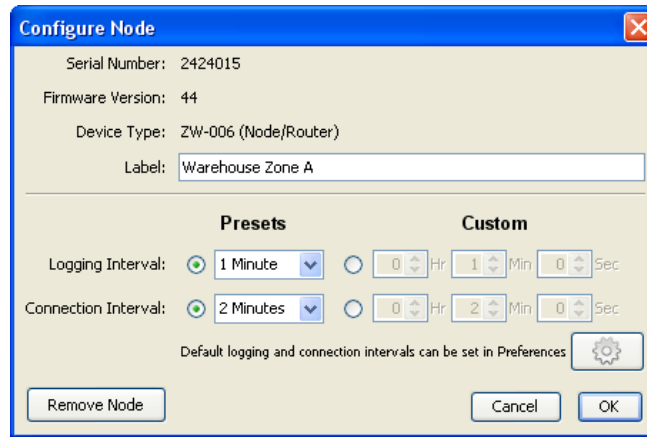 Configure Node
Serial Number: 2424015
Firmware Version: 44
Device Type: ZW-006 (Node/Router)
Label: Warehouse Zone A
Presets Custom
Logging Interval: 1 Minute 0 Hr 1 Min 0 Sec
Connection Interval: 2 Minutes 0 Hr 2 Min 0 Sec
Default logging and connection intervals can be set in Preferences
Remove Node Cancel OK